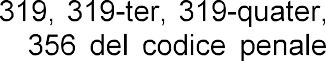 319, 319-ter, 319-quater,
356 del codice penale